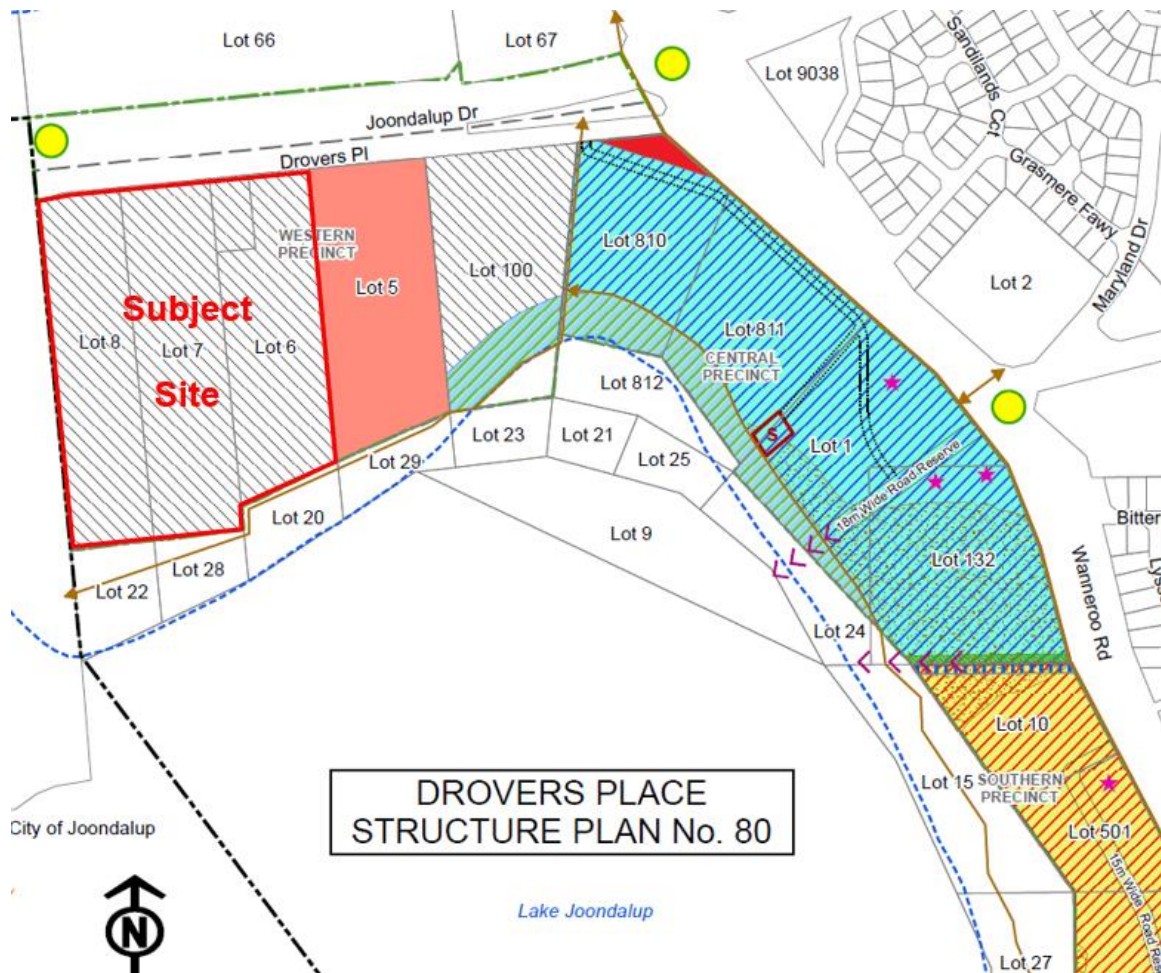 Lot 66
Lot 67
Lot 9038
Sandilands Cct
Grasmere Fawy
Maryland Dr
Joondalup Dr
Drovers Pl
WESTERN
PRECINCT
Lot 810
Lot 5
Lot 100
Lot 2
Subject
Site
Lot 8
Lot 7
Lot 6
Lot 811
CENTRAL
PRECINCT
Lot 812
S
Lot 1
Lot 23
Lot 21
Lot 25
Lot 29
18m Wide Road Reserve
Lot 20
Lot 9
Bitter
Lot 132
Wanneroo Rd
Lot 28
Lot 22
Lot 24
Lot 10
DROVERS PLACE
STRUCTURE PLAN No. 80
Lot 15
SOUTHERN
PRECINCT
City of Joondalup
Lot 501
15m Wide Road Res
Lake Joondalup
N
Lot 27